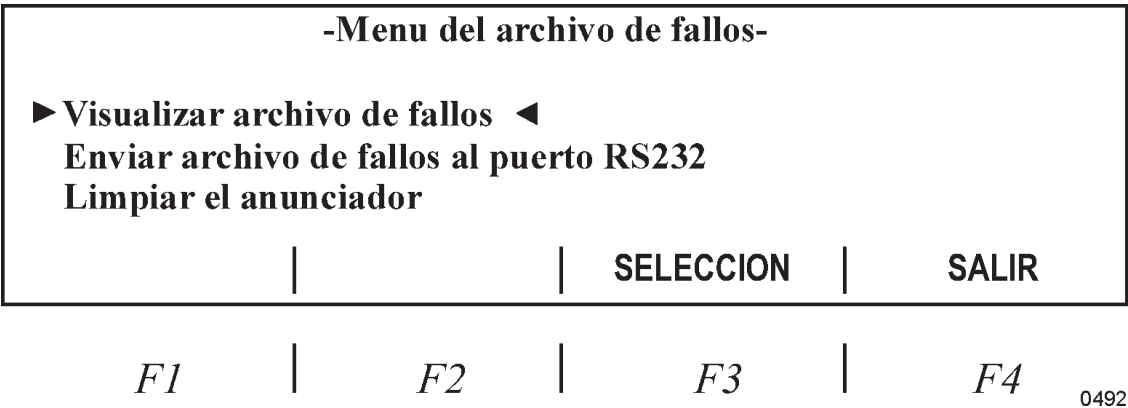 -Menu del archivo de fallos-
►Visualizar archivo de fallos ◄
Enviar archivo de fallos al puerto RS232
Limpiar el anunciador
| | SELECCION | SALIR
F1 | F2 | F3 | F4
0492